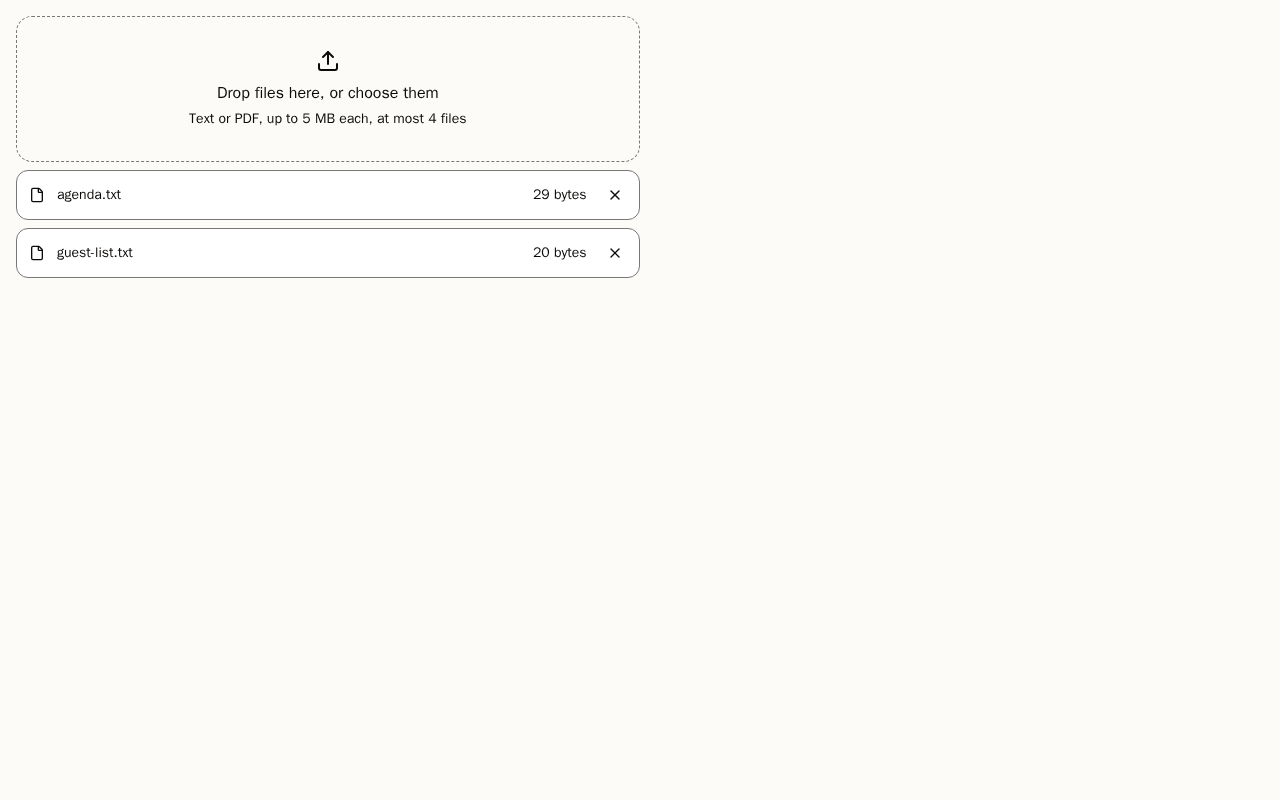 Drop files here, or choose them
Text or PDF, up to 5 MB each, at most 4 files
agenda.txt 29 bytes
guest-list.txt 20 bytes